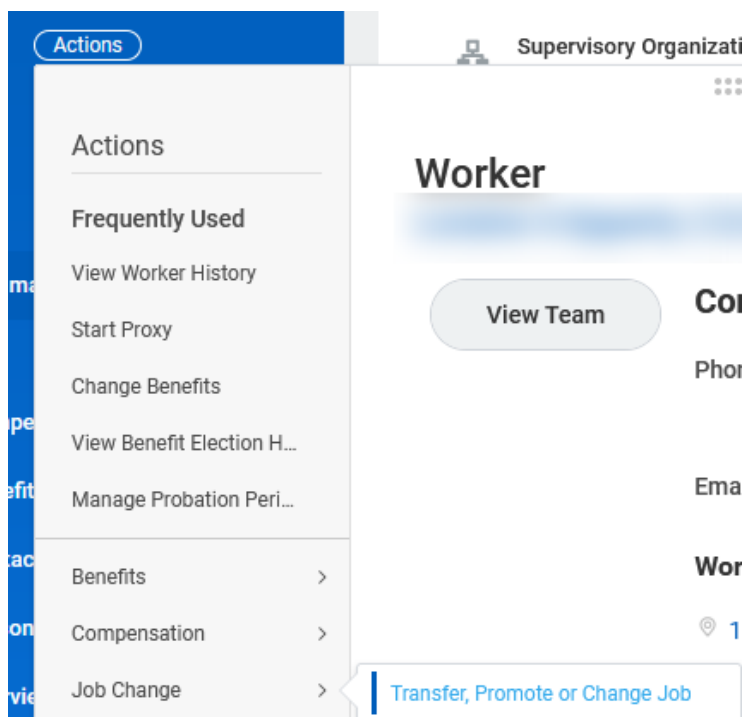 Actions
Supervisory Organizati
Actions
Frequently Used
View Worker History
Start Proxy
Change Benefits
View Benefit Election H...
Manage Probation Peri...
Benefits
Compensation
Job Change
Transfer, Promote or Change Job
Worker
View Team
Cor
Phor
Ema
Wor
1